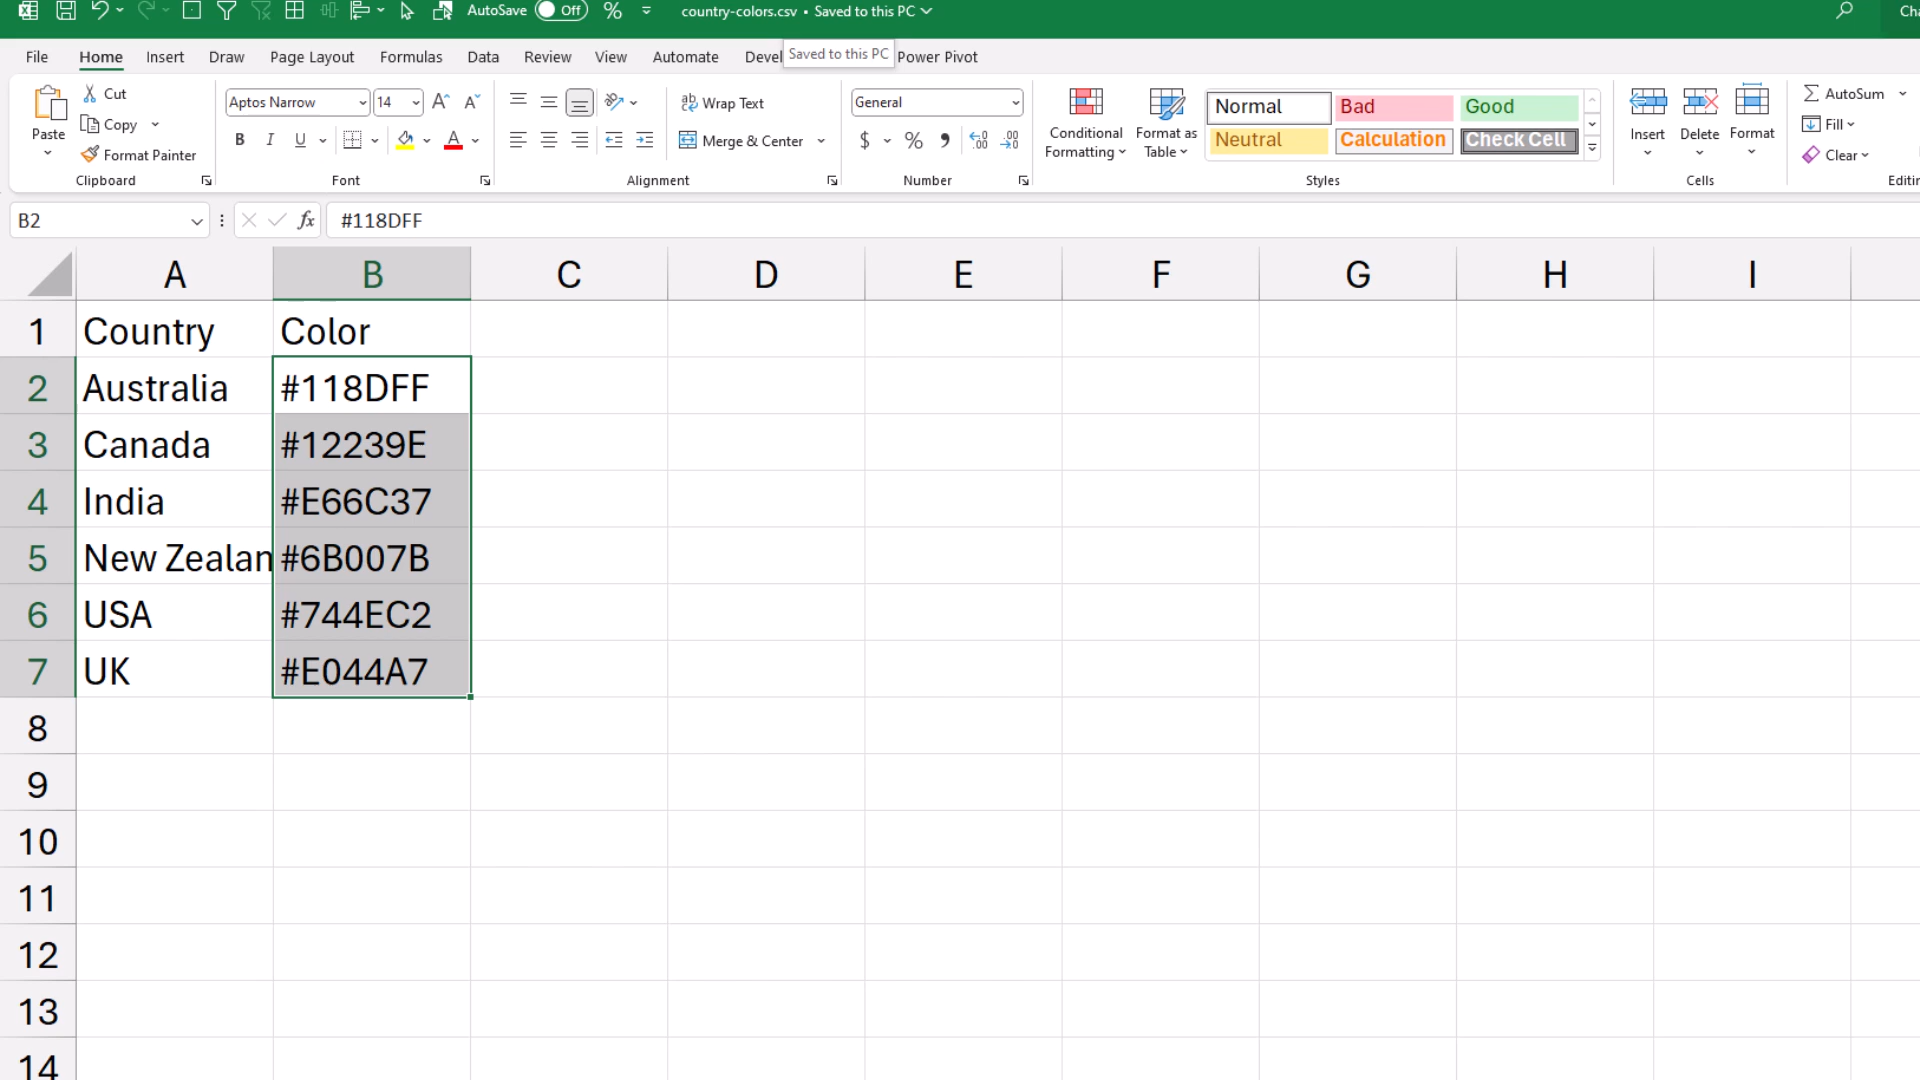 AutoSave Off country-colors.csv • Saved to this PC
File Home Insert Draw Page Layout Formulas Data Review View Automate Devel Saved to this PC Power Pivot
Paste Cut Copy Format Painter Clipboard
Aptos Narrow 14 B I U A Font
Wrap Text Merge & Center Alignment
General $ % Number
Conditional Formatting Format as Table
Normal Bad Good
Neutral Calculation Check Cell
Styles
Insert Delete Format Cells
AutoSum Fill Clear Editin
B2 fx #118DFF
A B C D E F G H I
1 Country Color
2 Australia #118DFF
3 Canada #12239E
4 India #E66C37
5 New Zealan #6B007B
6 USA #744EC2
7 UK #E044A7
8
9
10
11
12
13
14